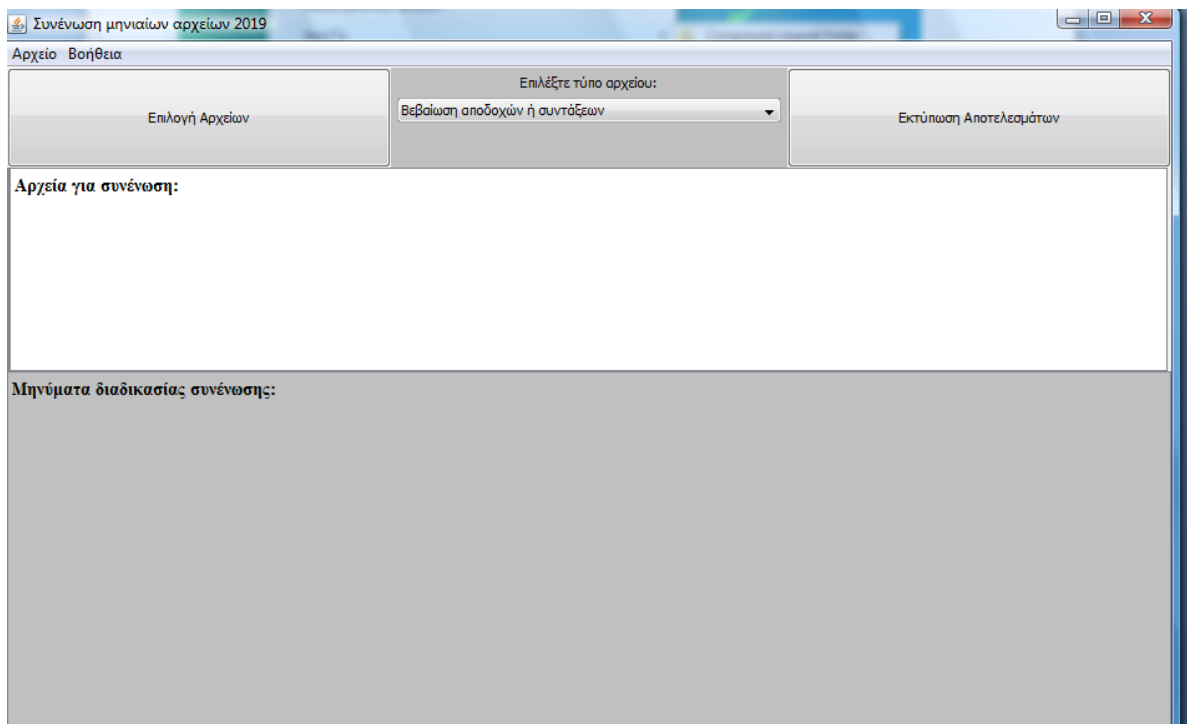 Συνένωση μηνιαίων αρχείων 2019
Αρχείο Βοήθεια
Επιλογή Αρχείων
Επιλέξτε τύπο αρχείου:
Βεβαίωση αποδοχών ή συντάξεων
Εκτύπωση Αποτελεσμάτων
Αρχεία για συνένωση:
Μηνύματα διαδικασίας συνένωσης: